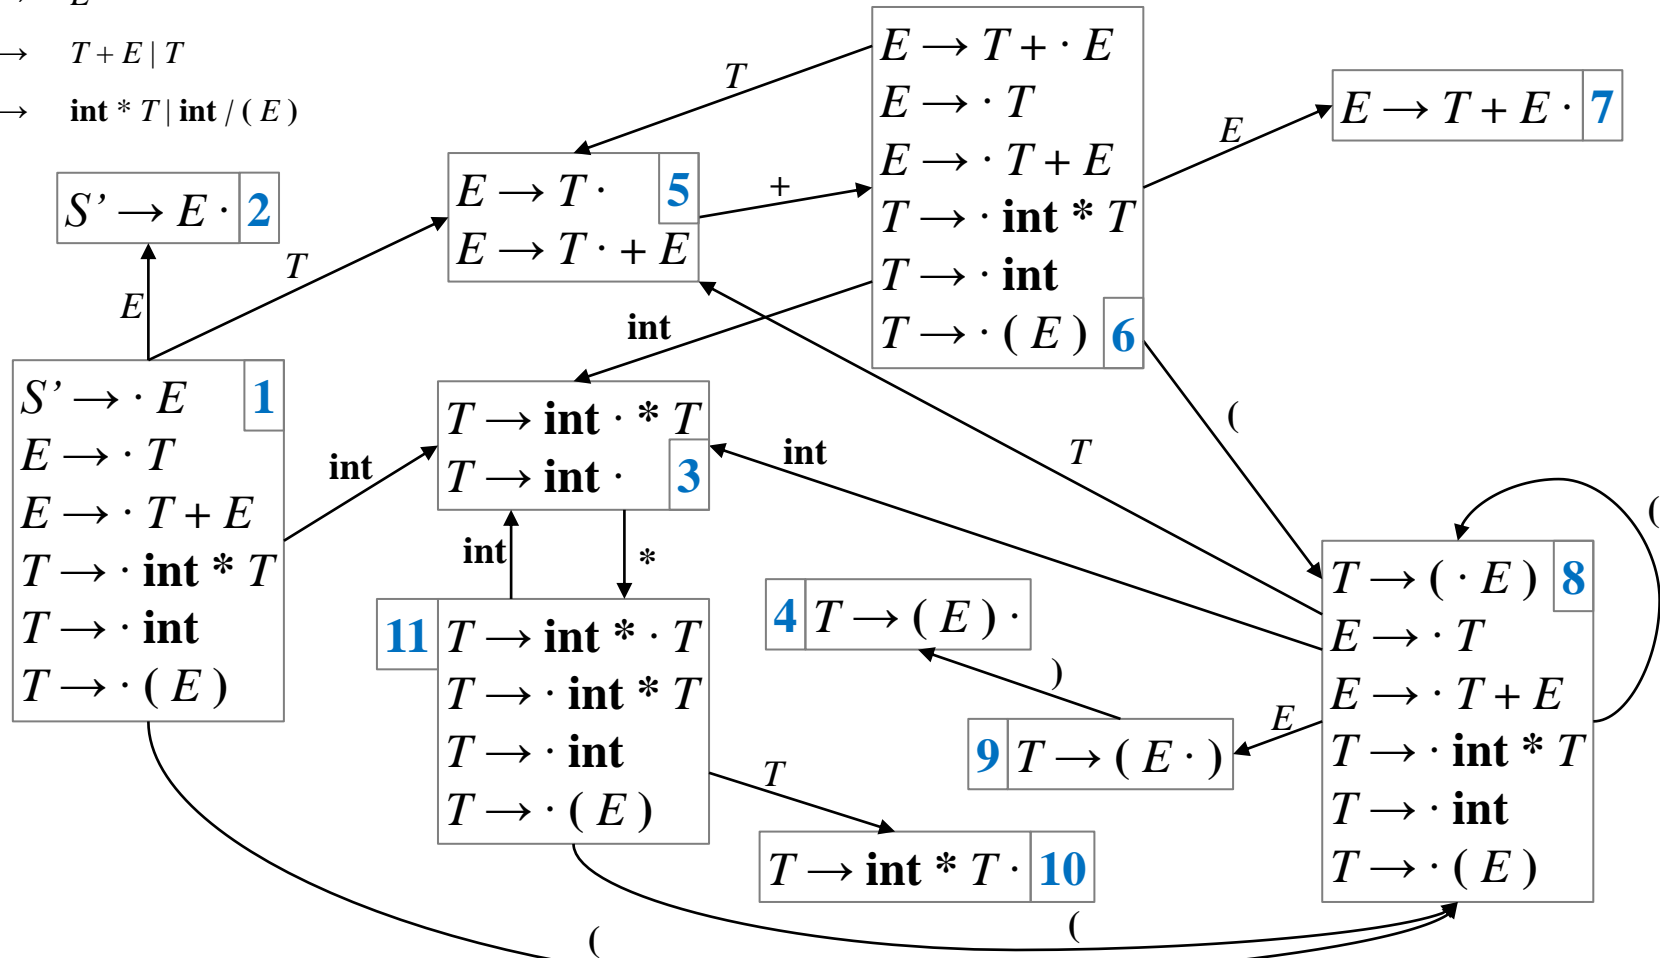 → E
→ T + E | T
→ int * T | int / ( E )
S’ → E · 2
E
T
S’ → · E 1
E → · T
E → · T + E
T → · int * T
T → · int
T → · ( E )
int
(
E → T · 5
E → T · + E
T
+
int
T → int · * T
T → int · 3
int
*
11 T → int * · T
T → · int * T
T → · int
T → · ( E )
T
(
T → int * T · 10
E → T + · E
E → · T
E → · T + E
T → · int * T
T → · int
T → · ( E ) 6
E
E → T + E · 7
(
T
int
4 T → ( E ) ·
)
9 T → ( E · )
E
T → ( · E ) 8
E → · T
E → · T + E
T → · int * T
T → · int
T → · ( E )
(